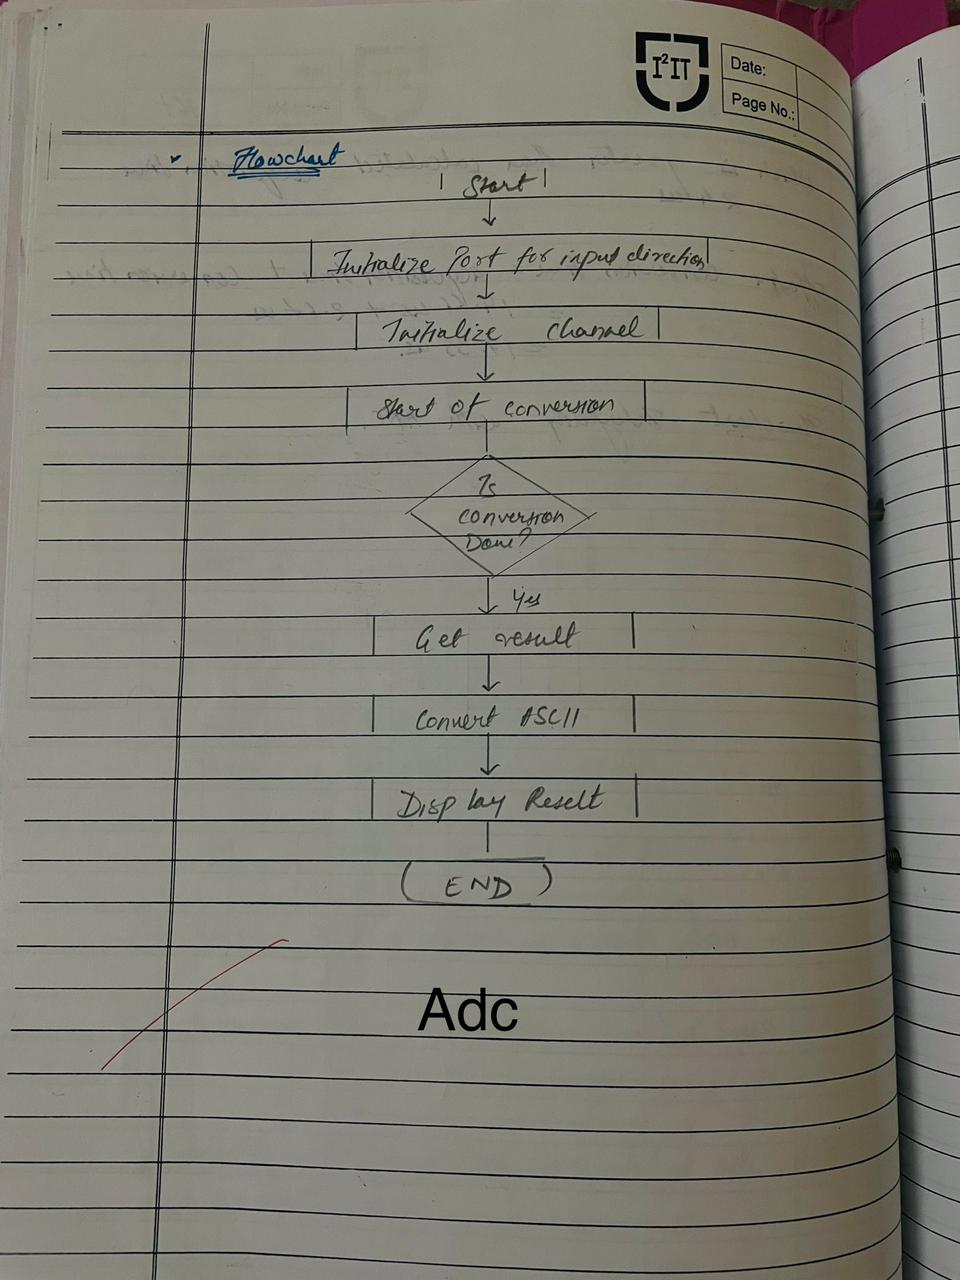 I²IT
Date:
Page No.:
Flowchart
Start
Initialize Port for input direction
Initialize channel
Start of conversion
Is
conversion
Done?
Yes
Get result
Convert ASCII
Display Reselt
END
Adc